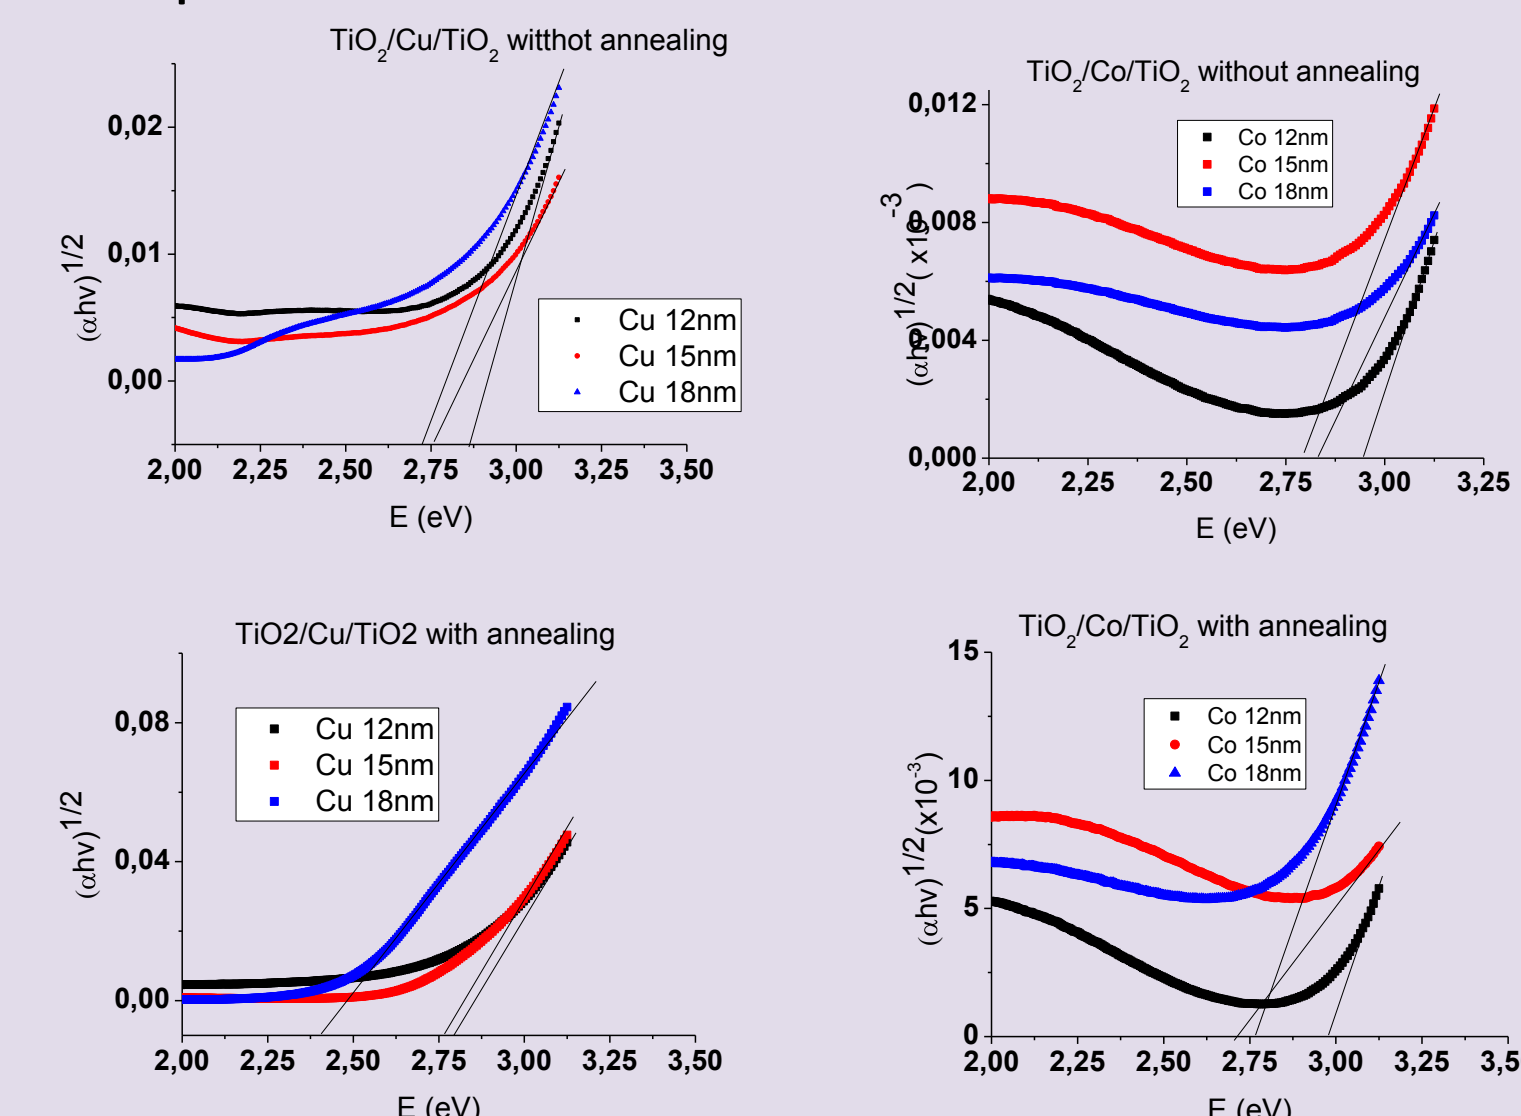 TiO2/Cu/TiO2 witthot annealing
0,02
0,01
0,00
(αhν)1/2
Cu 12nm
Cu 15nm
Cu 18nm
2,00 2,25 2,50 2,75 3,00 3,25 3,50
E (eV)
TiO2/Co/TiO2 without annealing
0,012
0,008
0,004
0,000
(αhν)1/2( x10-3)
Co 12nm
Co 15nm
Co 18nm
2,00 2,25 2,50 2,75 3,00 3,25
E (eV)
TiO2/Cu/TiO2 with annealing
0,08
0,04
0,00
(αhν)1/2
Cu 12nm
Cu 15nm
Cu 18nm
2,00 2,25 2,50 2,75 3,00 3,25 3,50
E (eV)
TiO2/Co/TiO2 with annealing
15
10
5
0
(αhν)1/2(x10-3)
Co 12nm
Co 15nm
Co 18nm
2,00 2,25 2,50 2,75 3,00 3,25 3,5
E (eV)